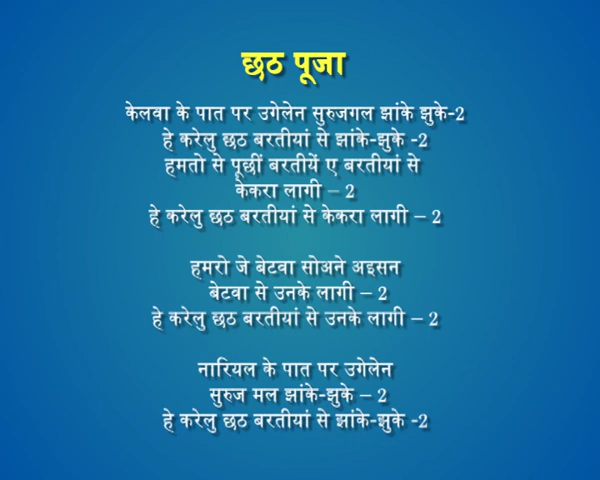 छठ पूजा
केलवा के पात पर उगेलेन सुरुजगल झांके झुके-2
हे करेलु छठ बरतीयां से झांके-झुके -2
हमतो से पूछीं बरतीयें ए बरतीयां से
केकरा लागी – 2
हे करेलु छठ बरतीयां से केकरा लागी – 2
हमरो जे बेटवा सोअने अइसन
बेटवा से उनके लागी – 2
हे करेलु छठ बरतीयां से उनके लागी – 2
नारियल के पात पर उगेलेन
सुरुज मल झांके-झुके – 2
हे करेलु छठ बरतीयां से झांके-झुके -2